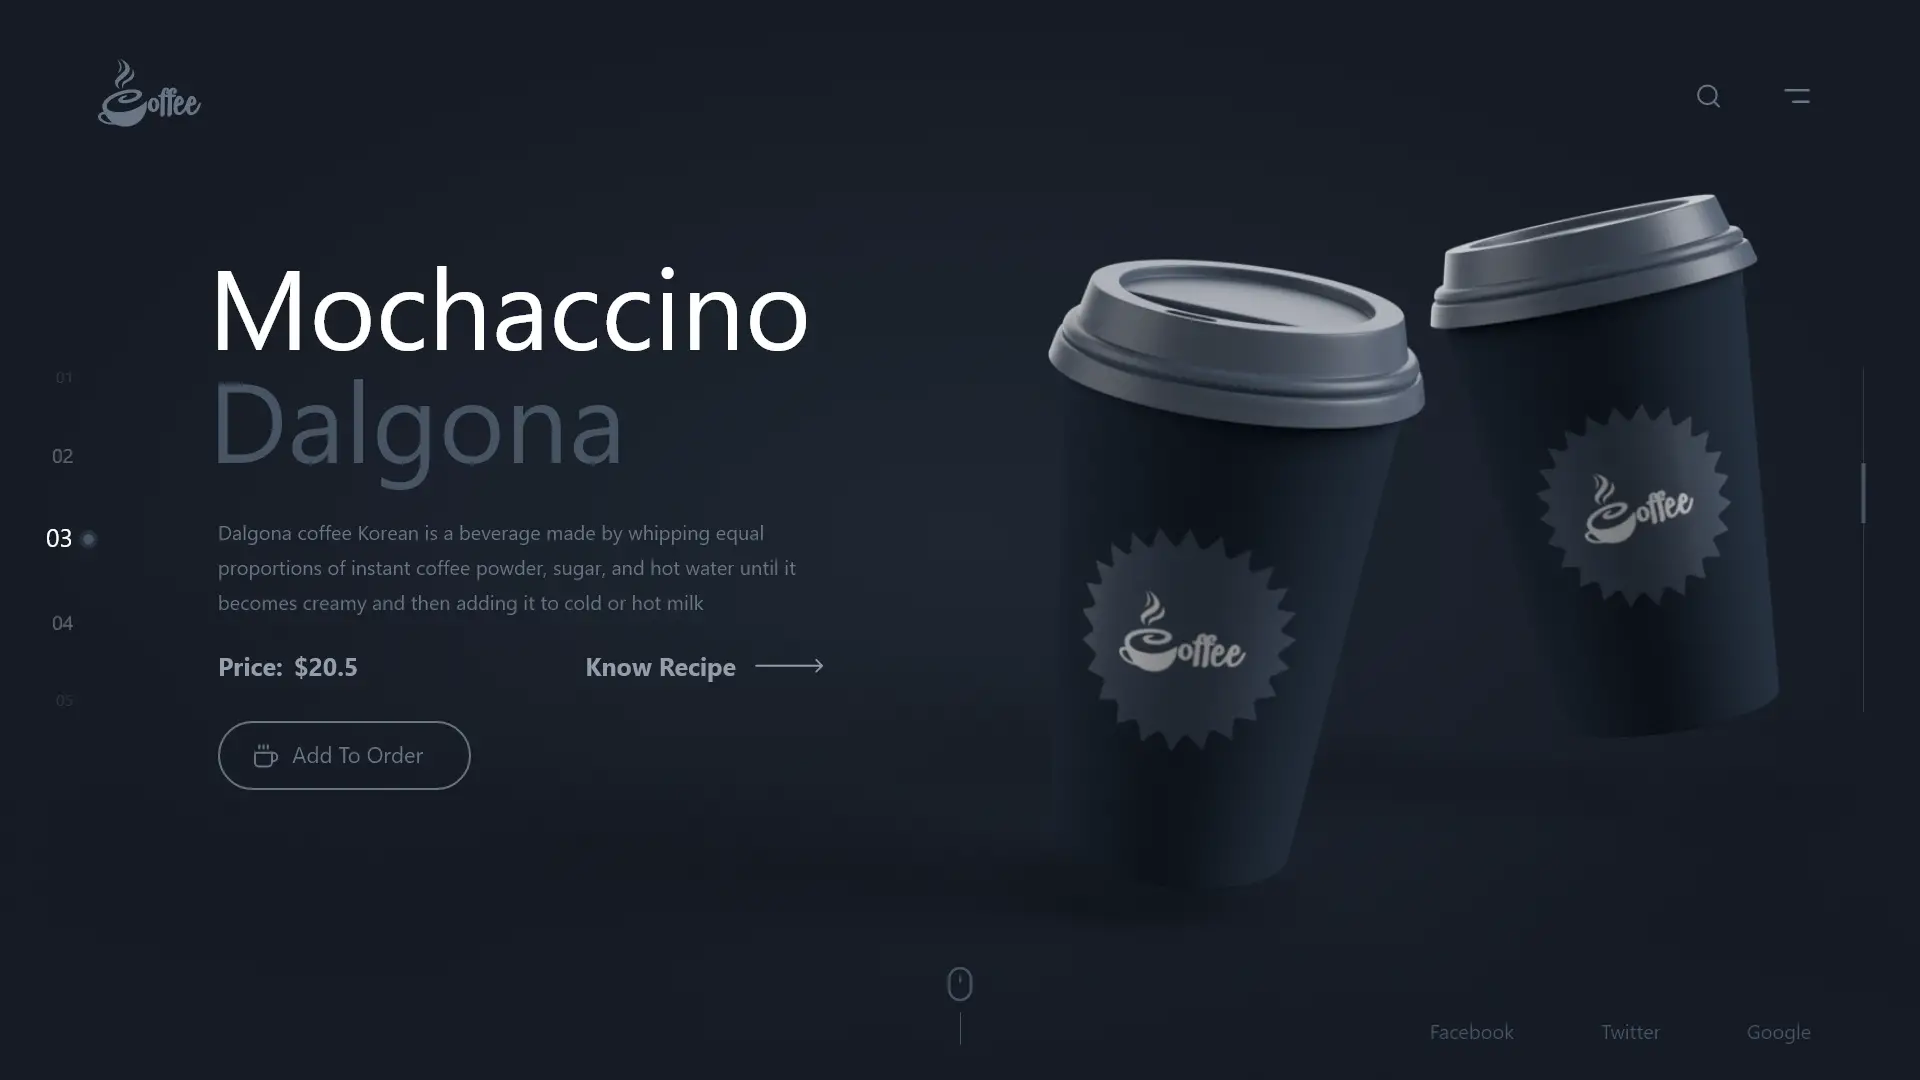 Coffee
Mochaccino
Dalgona
01
02
03
04
05
Dalgona coffee Korean is a beverage made by whipping equal
proportions of instant coffee powder, sugar, and hot water until it
becomes creamy and then adding it to cold or hot milk
Price: $20.5
Know Recipe
Add To Order
Coffee
Coffee
Facebook
Twitter
Google